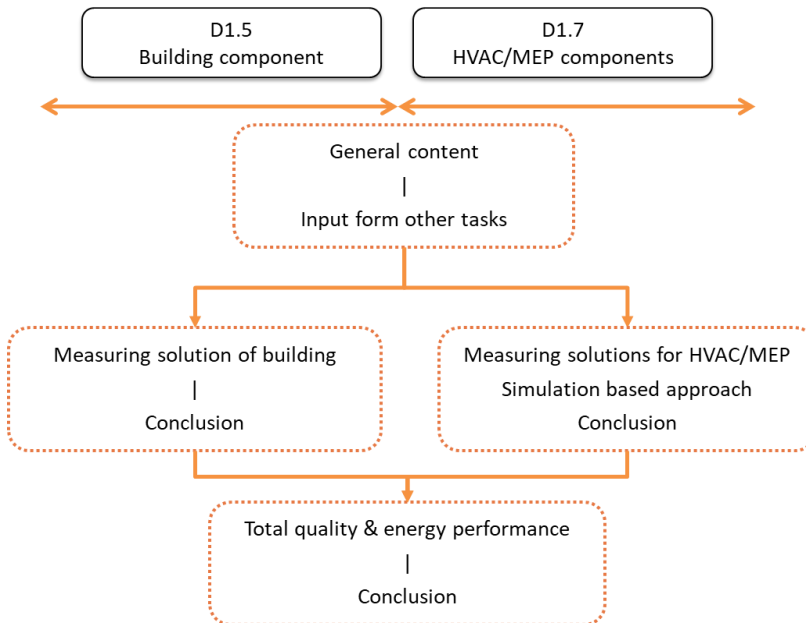 D1.5
Building component
D1.7
HVAC/MEP components
General content
|
Input form other tasks
Measuring solution of building
|
Conclusion
Measuring solutions for HVAC/MEP
Simulation based approach
Conclusion
Total quality & energy performance
|
Conclusion